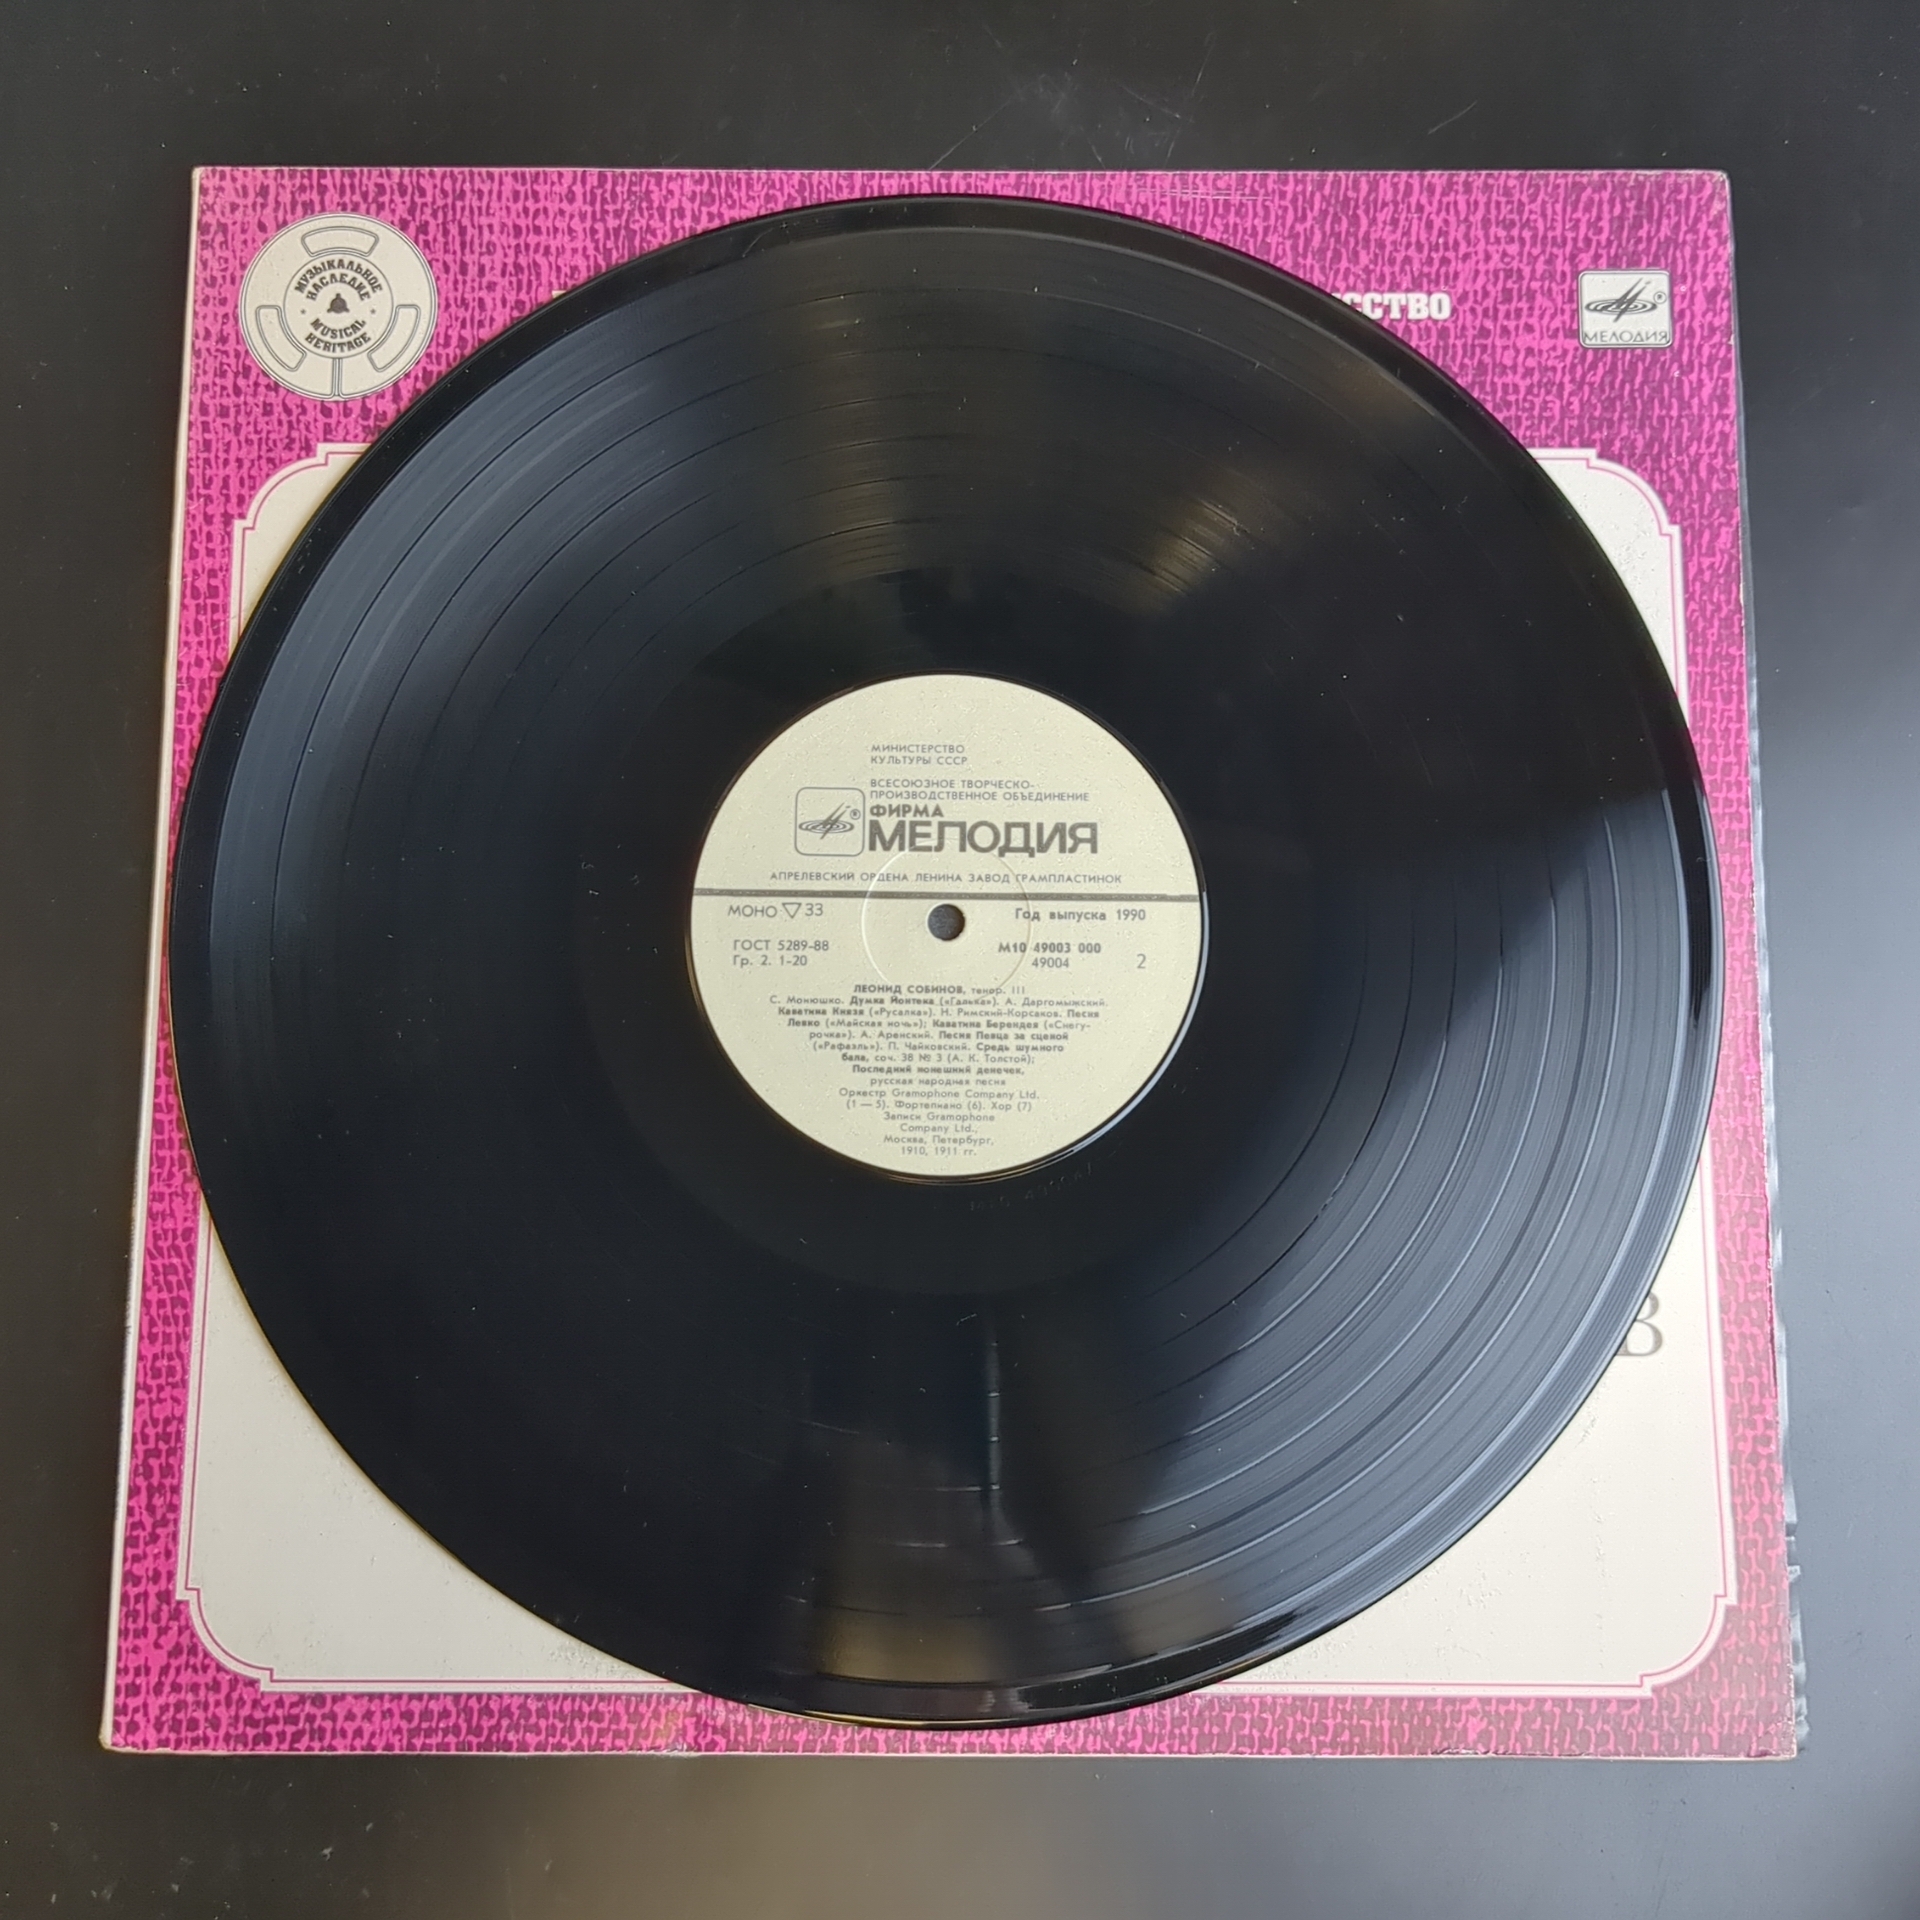 МУЗЫКАЛЬНОЕ
НАСЛЕДИЕ
MUSICAL
HERITAGE
МЕЛОДИЯ
МИНИСТЕРСТВО
КУЛЬТУРЫ СССР
ВСЕСОЮЗНОЕ ТВОРЧЕСКО-
ПРОИЗВОДСТВЕННОЕ ОБЪЕДИНЕНИЕ
ФИРМА
МЕЛОДИЯ
АПРЕЛЕВСКИЙ ОРДЕНА ЛЕНИНА ЗАВОД ГРАМПЛАСТИНОК
МОНО ▽ 33 Год выпуска 1990
ГОСТ 5289-88 М10 49003 000
Гр. 2. 1-20 49004 2
ЛЕОНИД СОБИНОВ, тенор. III
С. Монюшко. Думка Йонтека («Галька»). А. Даргомыжский.
Каватина Князя («Русалка»). Н. Римский-Корсаков. Песня
Левко («Майская ночь»); Каватина Берендея («Снегу-
рочка»). А. Аренский. Песня Певца за сценой
(«Рафаэль»). П. Чайковский. Средь шумного
бала, соч. 38 № 3 (А. К. Толстой);
Последний нонешний денечек,
русская народная песня
Оркестр Gramophone Company Ltd.
(1 — 5). Фортепиано (6). Хор (7)
Записи Gramophone
Company Ltd.,
Москва, Петербург,
1910, 1911 гг.